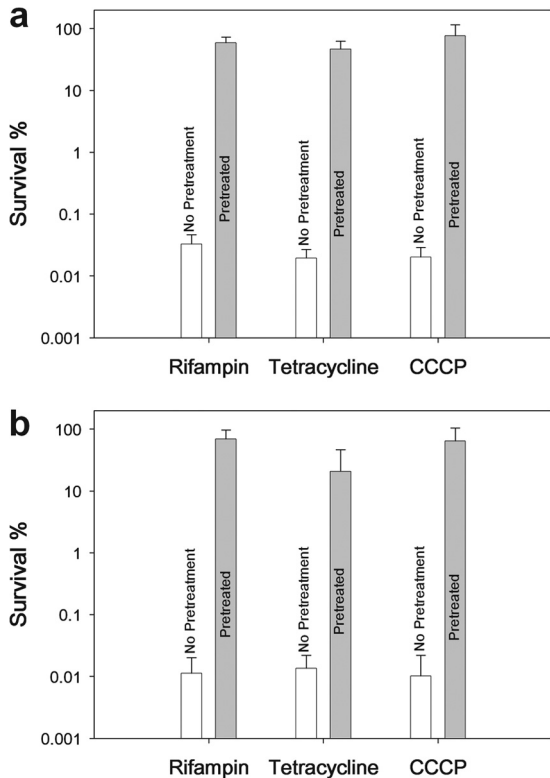 a
Survival %
100
10
1
0.1
0.01
0.001
No Pretreatment
Pretreated
No Pretreatment
Pretreated
No Pretreatment
Pretreated
Rifampin Tetracycline CCCP
b
Survival %
100
10
1
0.1
0.01
0.001
No Pretreatment
Pretreated
No Pretreatment
Pretreated
No Pretreatment
Pretreated
Rifampin Tetracycline CCCP